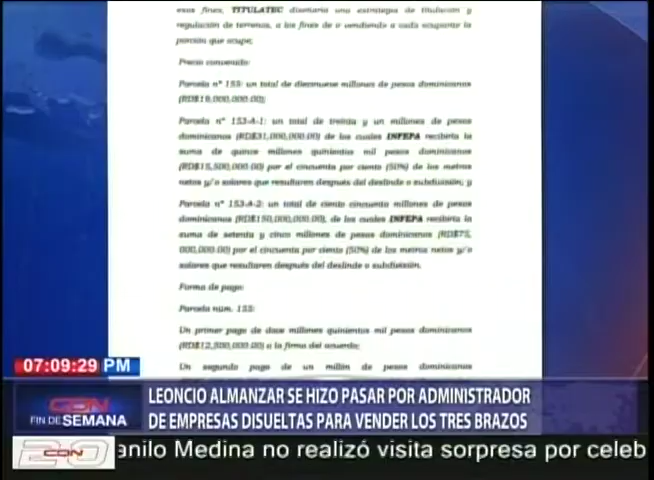 esos fines, TITULATEC diseñaría una estrategia de titulación y
regulación de terrenos, a los fines de ir vendiendo a cada ocupante la
porción que ocupe;
Precio convenido:
Parcela nº 155: un total de diecinueve millones de pesos dominicanos
(RD$19,000,000.00);
Parcela nº 153-A-1: un total de treinta y un millones de pesos
dominicanos (RD$31,000,000.00) de los cuales INFEPA recibiría la
suma de quince millones quinientos mil pesos dominicanos
(RD$15,500,000.00) por el cincuenta por ciento (50%) de los metros
netos y/o solares que resultaren después del deslinde o subdivisión; y
Parcela nº 153-A-2: un total de ciento cincuenta millones de pesos
dominicanos (RD$150,000,000.00), de los cuales INFEPA recibiría la
suma de setenta y cinco millones de pesos dominicanos (RD$75,
000,000.00) por el cincuenta por ciento (50%) de los metros netos y/o
solares que resultaren después del deslinde o subdivisión.
Forma de pago:
Parcela núm. 155:
Un primer pago de doce millones quinientos mil pesos dominicanos
(RD$12,500,000.00) a la firma del acuerdo;
Un segundo pago de un millón de pesos dominicanos
07:09:29 PM
CDN
FIN DE SEMANA
LEONCIO ALMANZAR SE HIZO PASAR POR ADMINISTRADOR
DE EMPRESAS DISUELTAS PARA VENDER LOS TRES BRAZOS
CDN
anilo Medina no realizó visita sorpresa por celeb